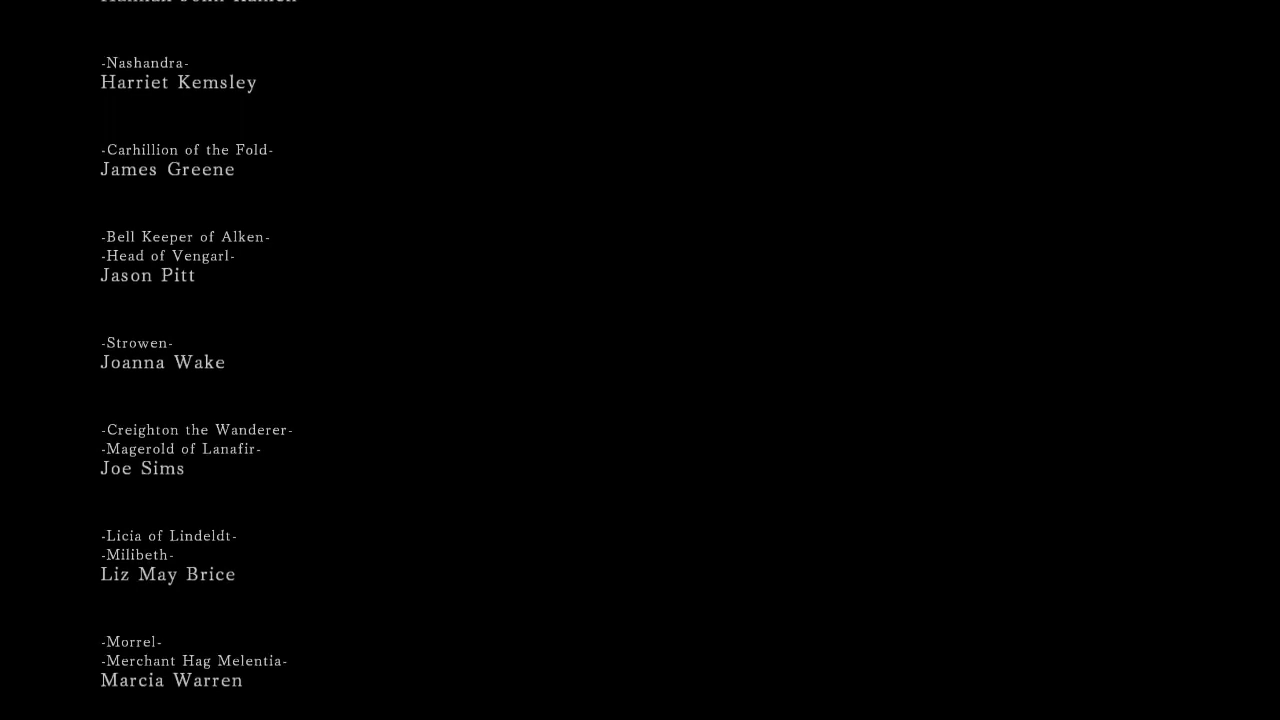 -Nashandra-
Harriet Kemsley
-Carhillion of the Fold-
James Greene
-Bell Keeper of Alken-
-Head of Vengarl-
Jason Pitt
-Strowen-
Joanna Wake
-Creighton the Wanderer-
-Magerold of Lanafir-
Joe Sims
-Licia of Lindeldt-
-Milibeth-
Liz May Brice
-Morrel-
-Merchant Hag Melentia-
Marcia Warren